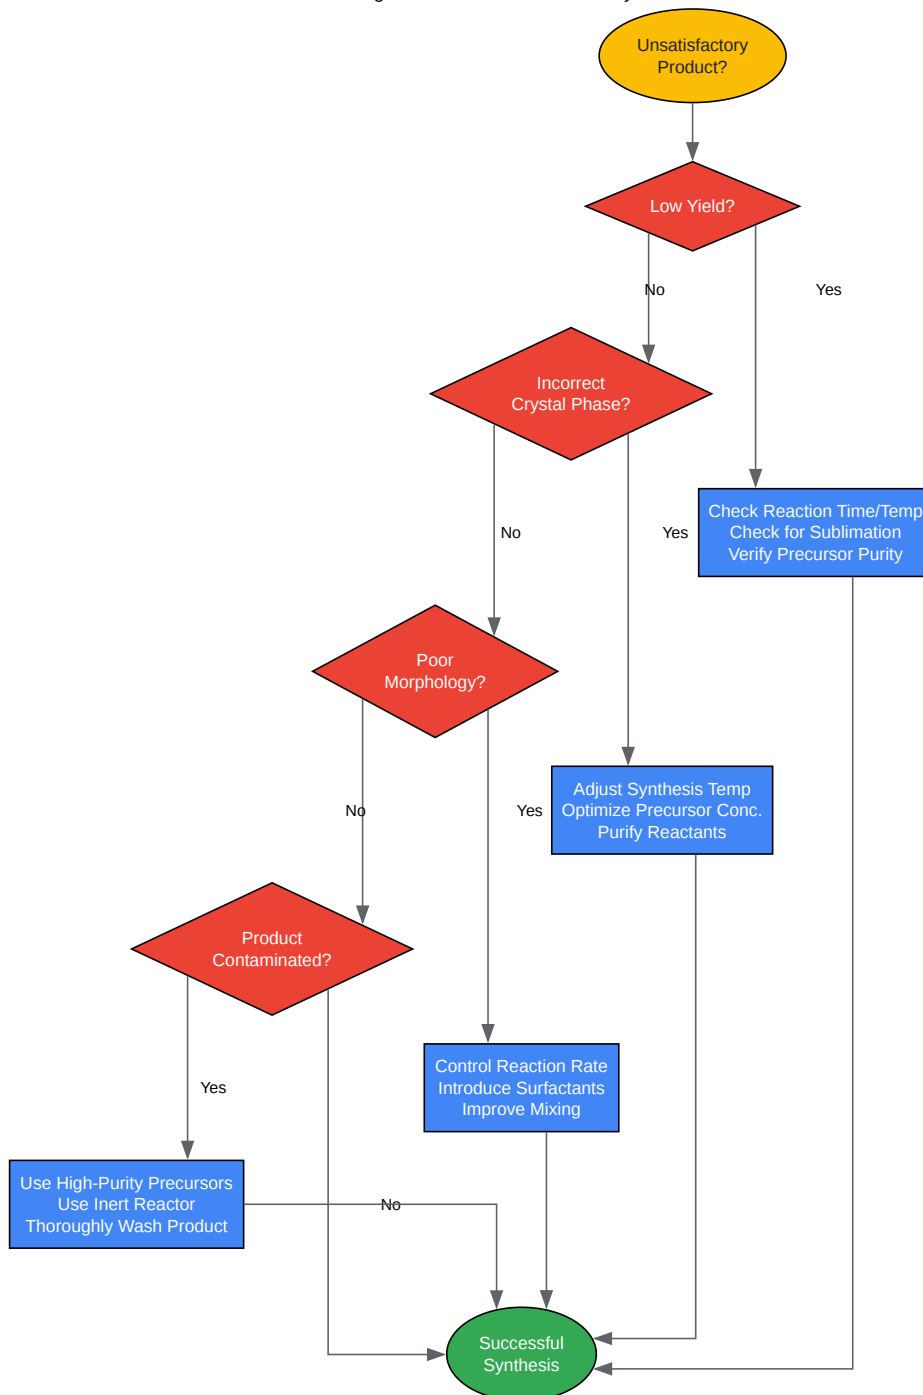 Unsatisfactory
Product?
Low Yield?
No
Yes
Incorrect
Crystal Phase?
No
Yes
Check Reaction Time/Temp
Check for Sublimation
Verify Precursor Purity
Poor
Morphology?
No
Yes
Adjust Synthesis Temp
Optimize Precursor Conc.
Purify Reactants
Product
Contaminated?
Yes
Control Reaction Rate
Introduce Surfactants
Improve Mixing
Use High-Purity Precursors
Use Inert Reactor
Thoroughly Wash Product
No
Successful
Synthesis